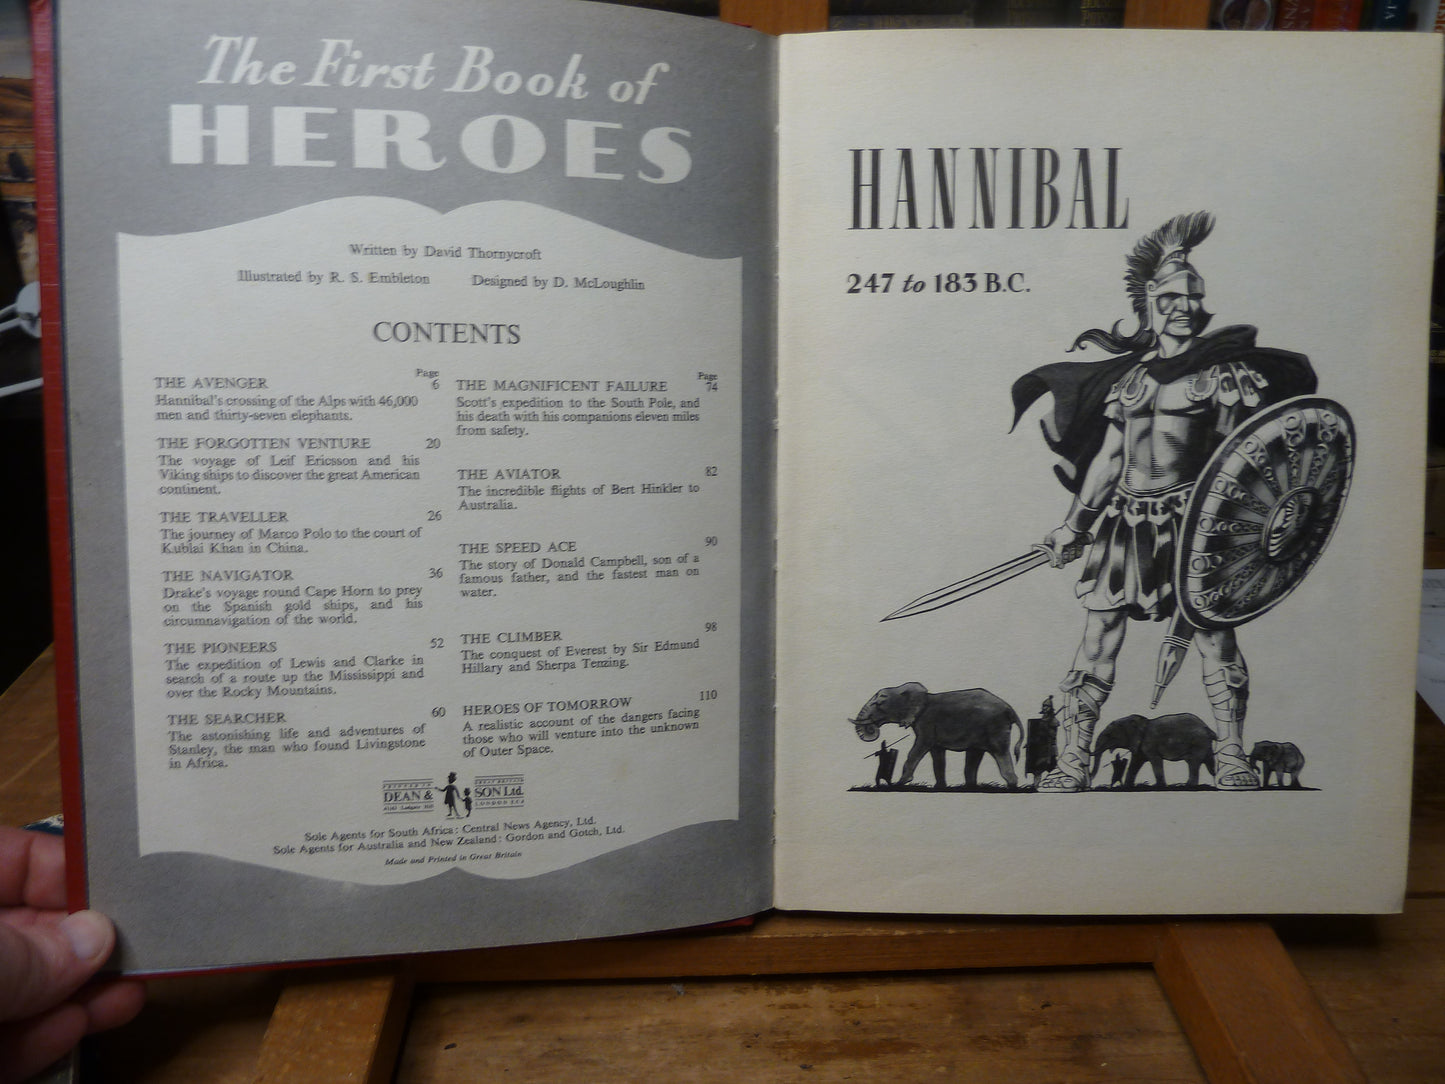 The First Book of
HEROES
Written by David Thornycroft
Illustrated by R. S. Embleton Designed by D. McLoughlin
CONTENTS
Page
THE AVENGER 6
Hannibal's crossing of the Alps with 46,000
men and thirty-seven elephants.
THE FORGOTTEN VENTURE 20
The voyage of Leif Ericsson and his
Viking ships to discover the great American
continent.
THE TRAVELLER 26
The journey of Marco Polo to the court of
Kublai Khan in China.
THE NAVIGATOR 36
Drake's voyage round Cape Horn to prey
on the Spanish gold ships, and his
circumnavigation of the world.
THE PIONEERS 52
The expedition of Lewis and Clarke in
search of a route up the Mississippi and
over the Rocky Mountains.
THE SEARCHER 60
The astonishing life and adventures of
Stanley, the man who found Livingstone
in Africa.
Page
THE MAGNIFICENT FAILURE 74
Scott's expedition to the South Pole, and
his death with his companions eleven miles
from safety.
THE AVIATOR 82
The incredible flights of Bert Hinkler to
Australia.
THE SPEED ACE 90
The story of Donald Campbell, son of a
famous father, and the fastest man on
water.
THE CLIMBER 98
The conquest of Everest by Sir Edmund
Hillary and Sherpa Tenzing.
HEROES OF TOMORROW 110
A realistic account of the dangers facing
those who will venture into the unknown
of Outer Space.
DEAN & SON Ltd.
LONDON E.C.4
Sole Agents for South Africa: Central News Agency, Ltd.
Sole Agents for Australia and New Zealand: Gordon and Gotch, Ltd.
Made and Printed in Great Britain
HANNIBAL
247 to 183 B.C.